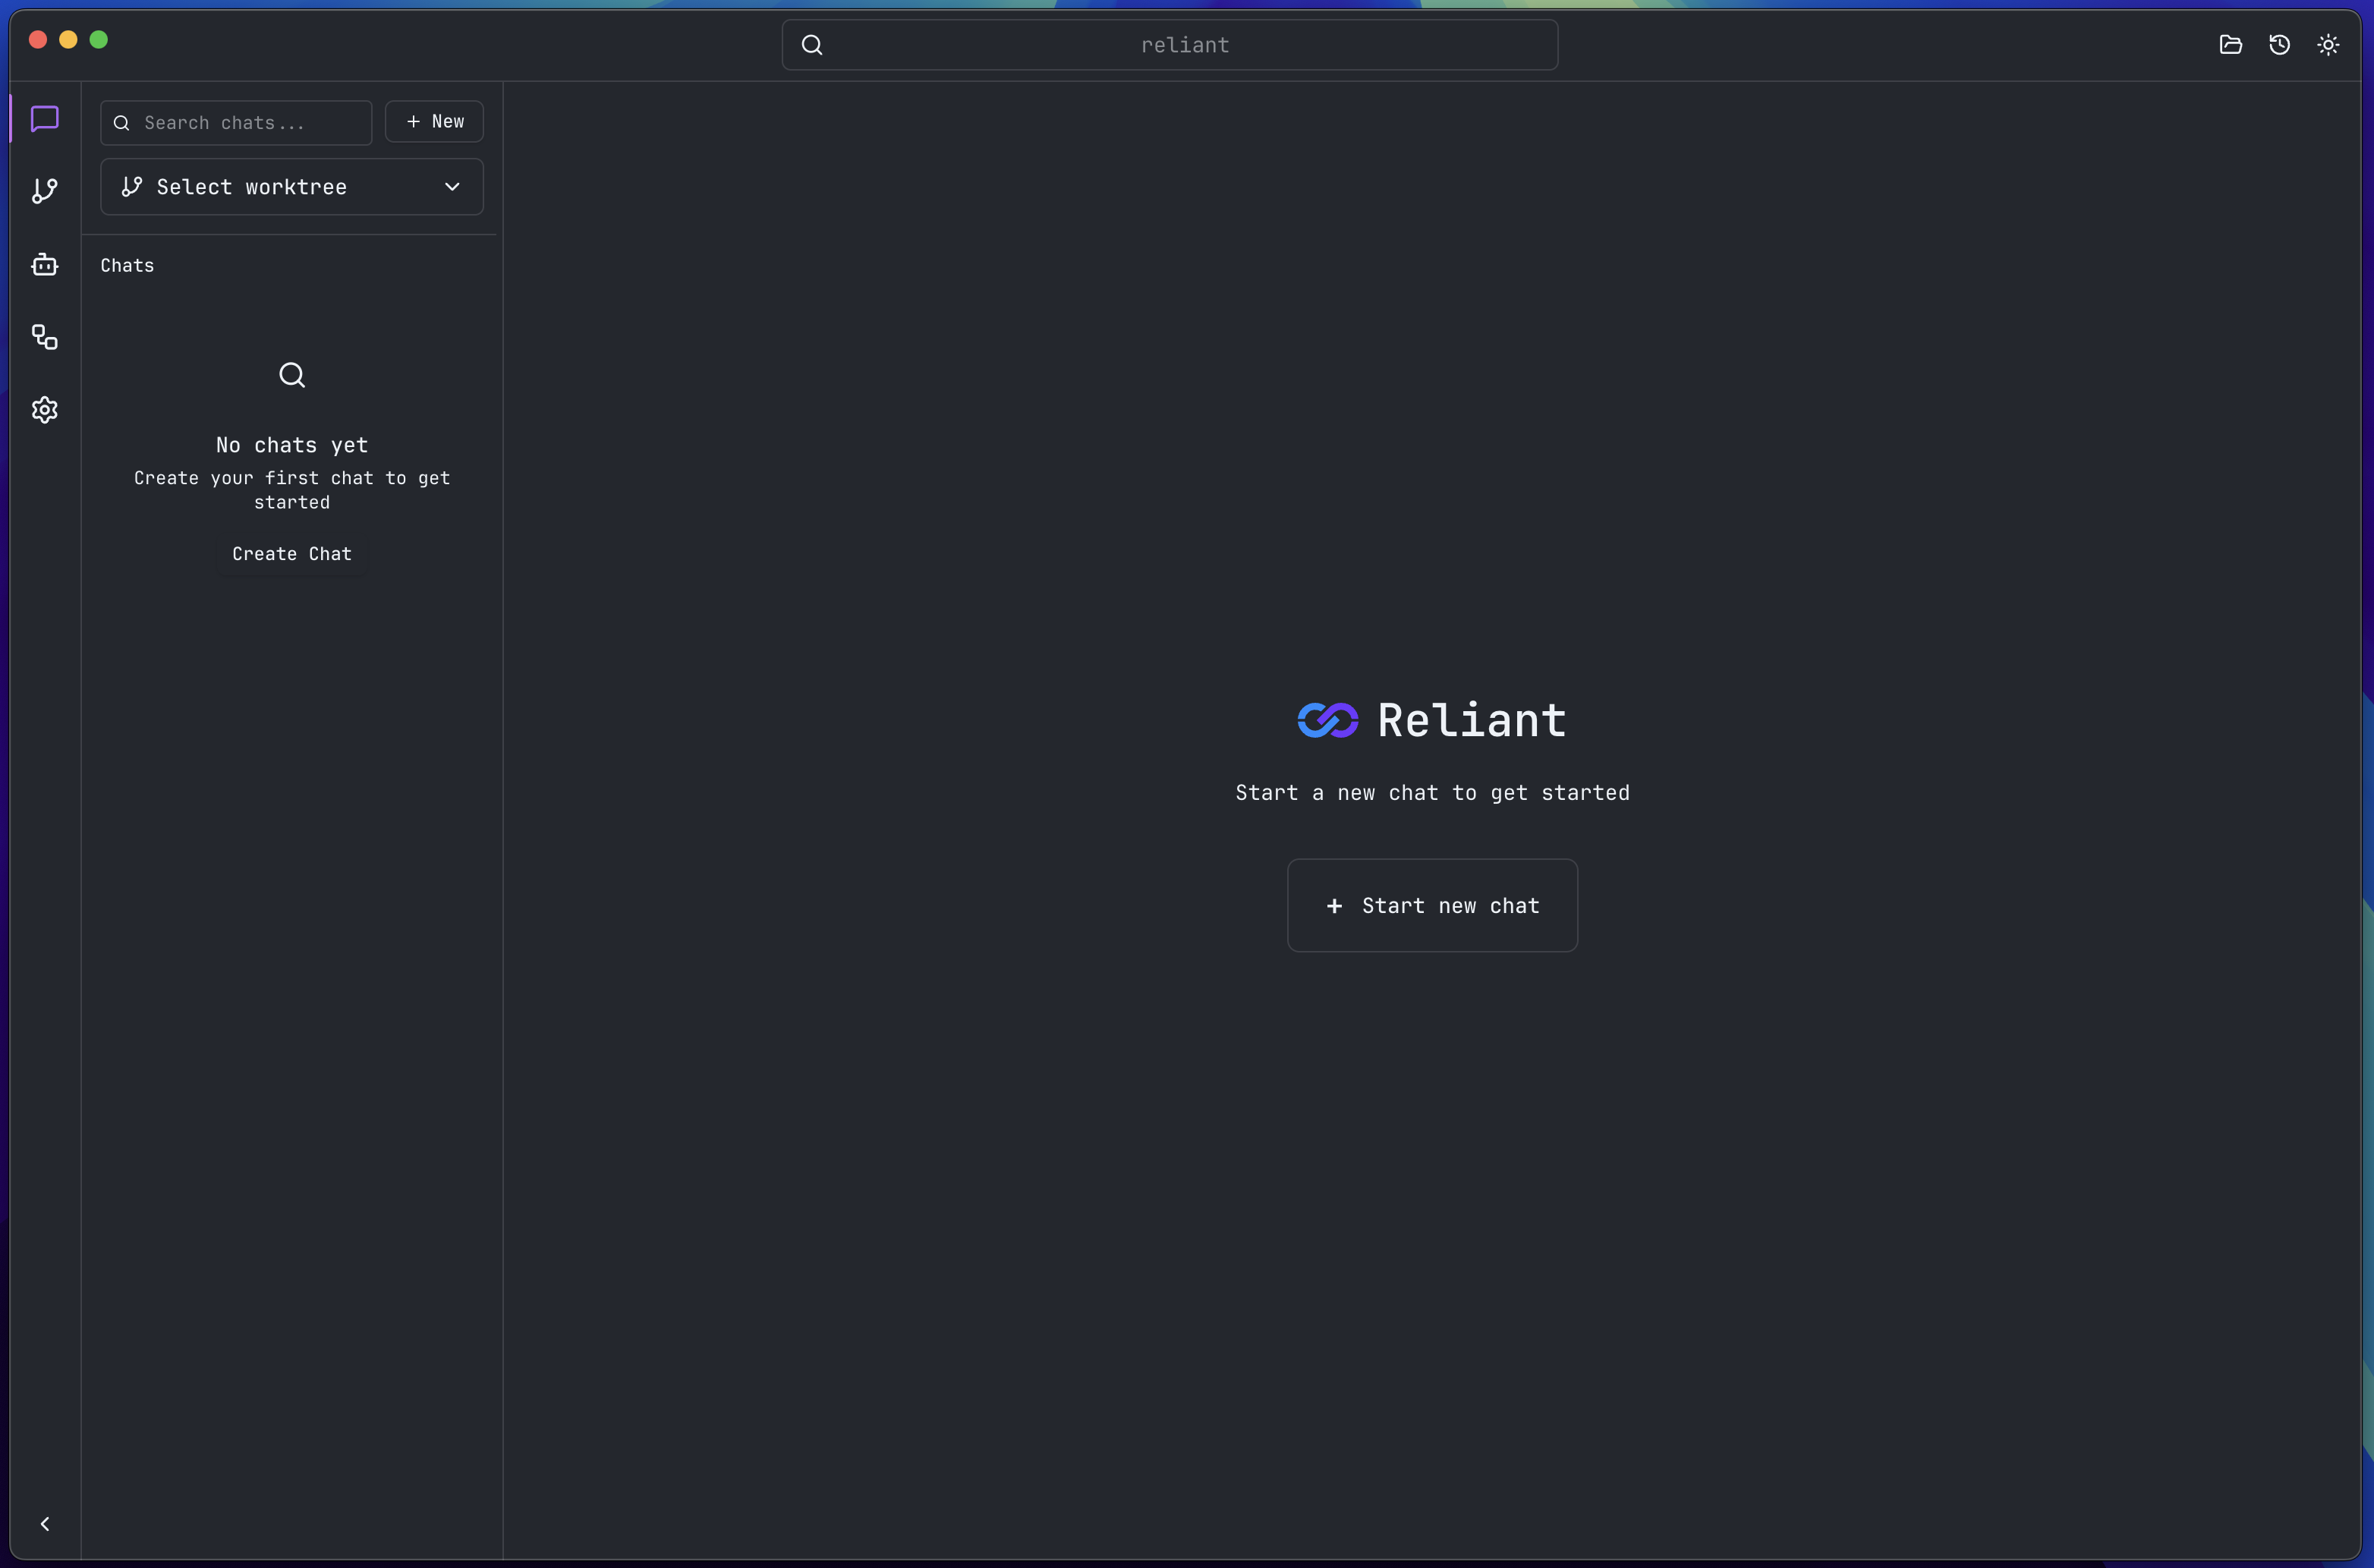 reliant
Search chats...
+ New
Select worktree
Chats
No chats yet
Create your first chat to get
started
Create Chat
Reliant
Start a new chat to get started
+ Start new chat